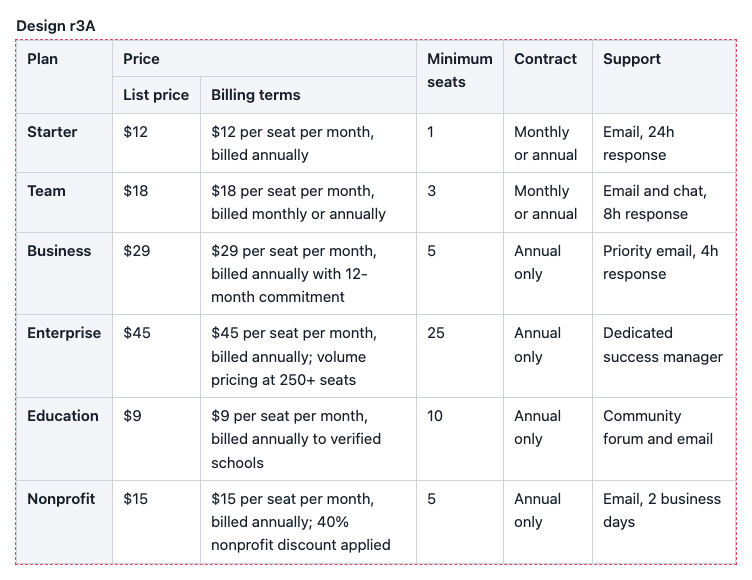 Design r3A
Plan
Price
Minimum
seats
Contract
Support
List price
Billing terms
Starter
$12
$12 per seat per month,
billed annually
1
Monthly
or annual
Email, 24h
response
Team
$18
$18 per seat per month,
billed monthly or annually
3
Monthly
or annual
Email and chat,
8h response
Business
$29
$29 per seat per month,
billed annually with 12-
month commitment
5
Annual
only
Priority email, 4h
response
Enterprise
$45
$45 per seat per month,
billed annually; volume
pricing at 250+ seats
25
Annual
only
Dedicated
success manager
Education
$9
$9 per seat per month,
billed annually to verified
schools
10
Annual
only
Community
forum and email
Nonprofit
$15
$15 per seat per month,
billed annually; 40%
nonprofit discount applied
5
Annual
only
Email, 2 business
days